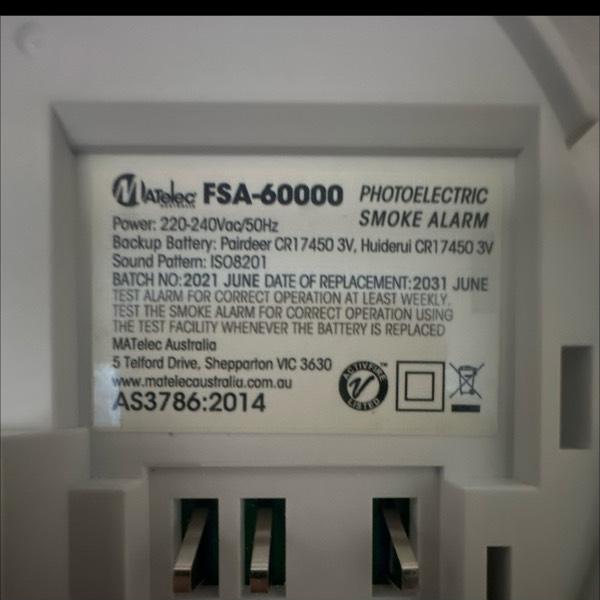 MATelec AUSTRALIA FSA-60000 PHOTOELECTRIC
SMOKE ALARM
Power: 220-240Vac/50Hz
Backup Battery: Pairdeer CR17450 3V, Huiderui CR17450 3V
Sound Pattern: ISO8201
BATCH NO: 2021 JUNE DATE OF REPLACEMENT: 2031 JUNE
TEST ALARM FOR CORRECT OPERATION AT LEAST WEEKLY.
TEST THE SMOKE ALARM FOR CORRECT OPERATION USING
THE TEST FACILITY WHENEVER THE BATTERY IS REPLACED
MATelec Australia
5 Telford Drive, Shepparton VIC 3630
www.matelecaustralia.com.au
AS3786:2014
ACTIVFIRE
LISTED